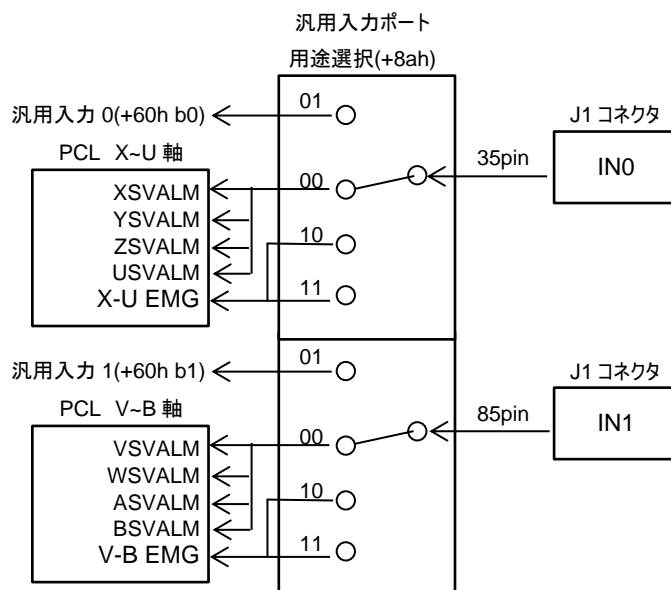 汎用入力ポート
用途選択(+8ah)
汎用入力 0(+60h b0)
01
J1 コネクタ
PCL X~U 軸
XSVALM
00
35pin
IN0
YSVALM
ZSVALM
10
USVALM
X-U EMG
11
汎用入力 1(+60h b1)
01
J1 コネクタ
PCL V~B 軸
VSVALM
00
85pin
IN1
WSVALM
ASVALM
10
BSVALM
V-B EMG
11